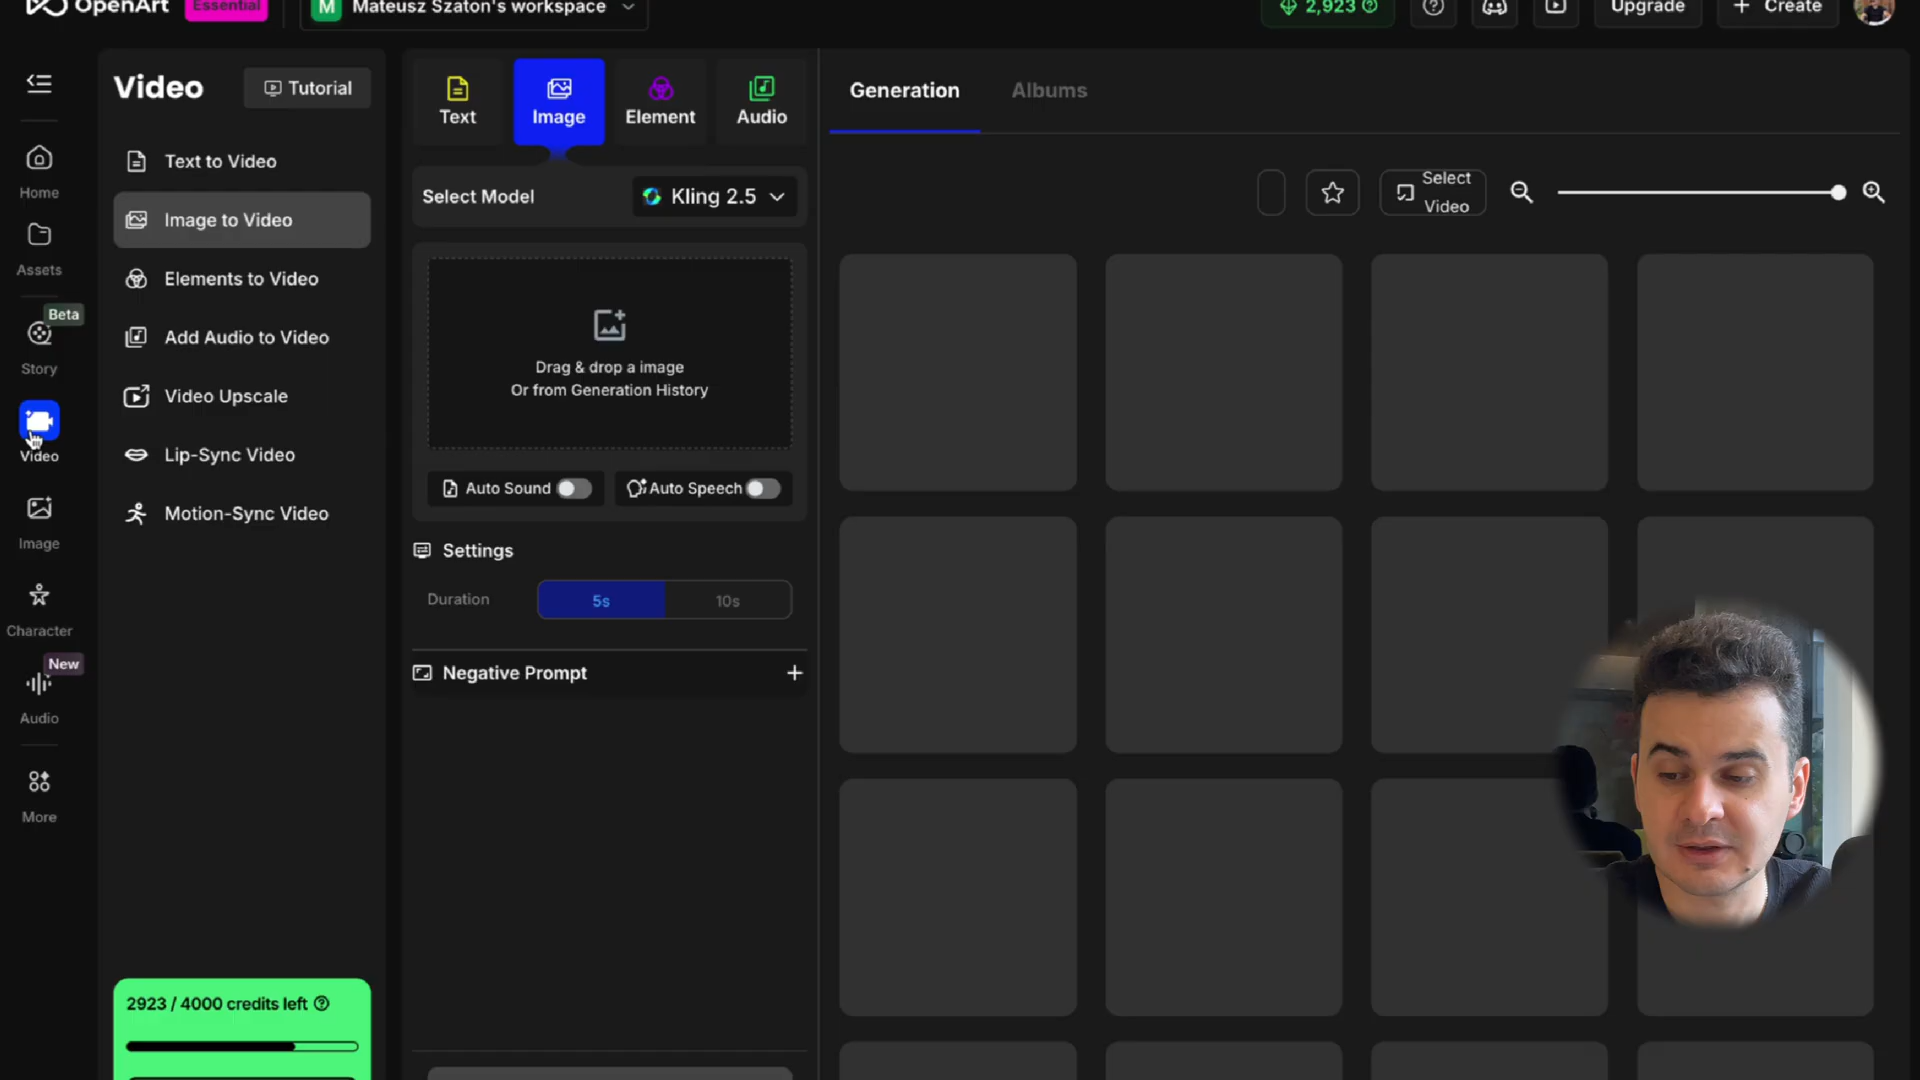 OpenArt
Essential
M
Mateusz Szaton's workspace
2,923
Upgrade
+ Create
Video
Tutorial
Text to Video
Image to Video
Elements to Video
Add Audio to Video
Video Upscale
Lip-Sync Video
Motion-Sync Video
2923 / 4000 credits left
Home
Assets
Beta
Story
Video
Image
Character
New
Audio
More
Text
Image
Element
Audio
Select Model
Kling 2.5
Drag & drop a image
Or from Generation History
Auto Sound
Auto Speech
Settings
Duration
5s
10s
Negative Prompt
Generation
Albums
Select
Video